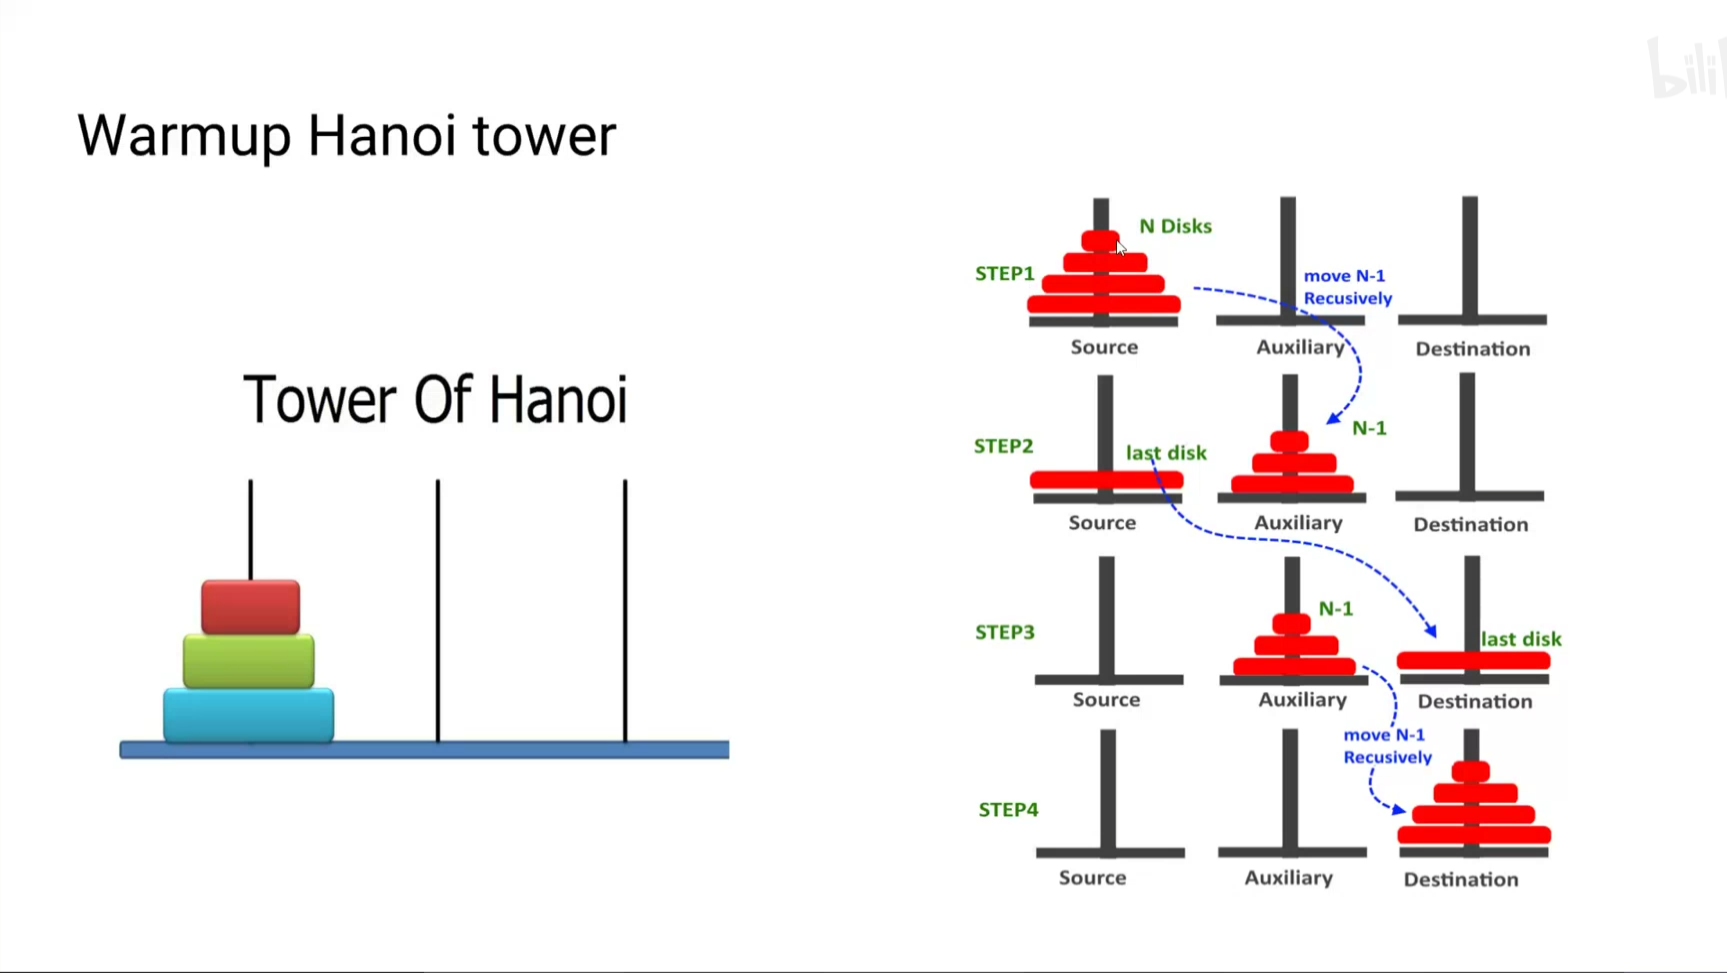 Warmup Hanoi tower
Tower Of Hanoi
N Disks
STEP1
move N-1
Recusively
Source
Auxiliary
Destination
STEP2
last disk
N-1
Source
Auxiliary
Destination
STEP3
N-1
last disk
Source
Auxiliary
Destination
move N-1
Recusively
STEP4
Source
Auxiliary
Destination